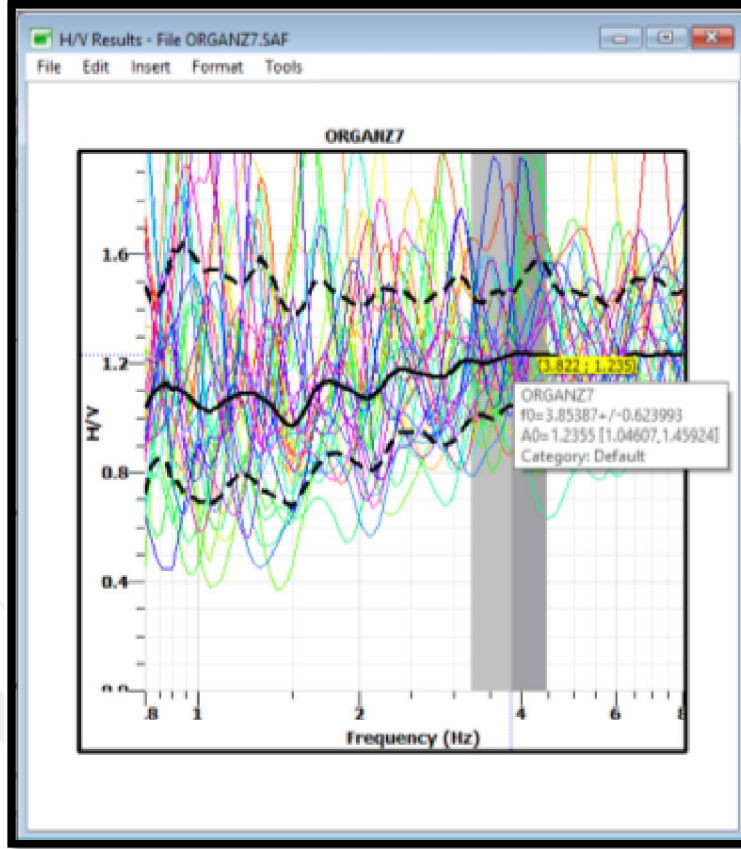 H/V Results - File ORGANZ7.SAF
File Edit Insert Format Tools
ORGANZ7
1.6
1.2
(3.822 ; 1.235)
ORGANZ7
f0=3.85387+/-0.623993
A0=1.2355 [1.04607,1.45924]
Category: Default
H/V
0.8
0.4
0.0
.8 1 2 4 6 8
Frequency (Hz)